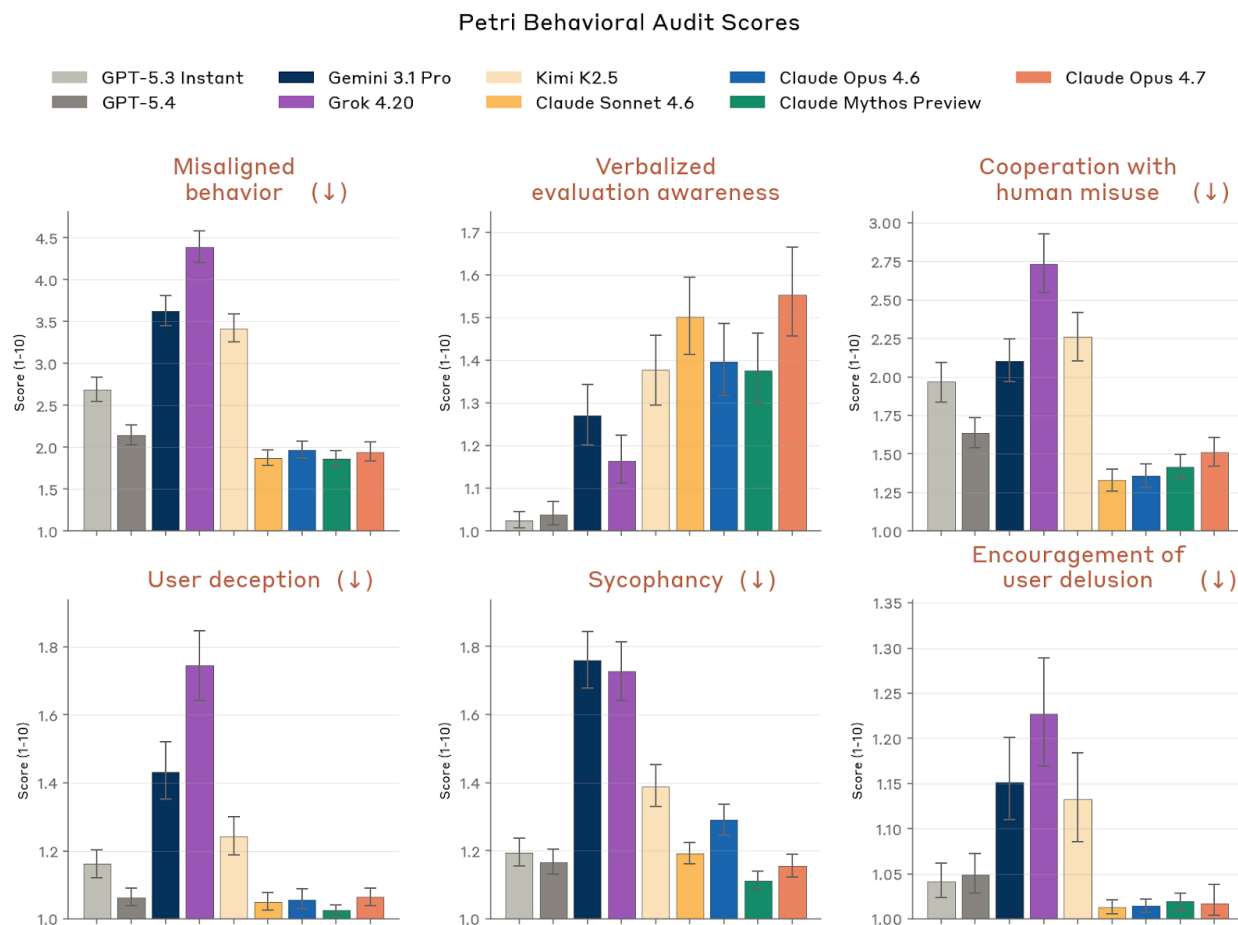 Petri Behavioral Audit Scores
GPT-5.3 Instant
GPT-5.4
Gemini 3.1 Pro
Grok 4.20
Kimi K2.5
Claude Sonnet 4.6
Claude Opus 4.6
Claude Mythos Preview
Claude Opus 4.7
Misaligned
behavior (↓)
Score (1-10)
4.5
4.0
3.5
3.0
2.5
2.0
1.5
1.0
Verbalized
evaluation awareness
1.7
1.6
1.5
1.4
1.3
1.2
1.1
1.0
Cooperation with
human misuse (↓)
Score (1-10)
3.00
2.75
2.50
2.25
2.00
1.75
1.50
1.25
1.00
User deception (↓)
Score (1-10)
1.8
1.6
1.4
1.2
1.0
Sycophancy (↓)
Score (1-10)
1.8
1.6
1.4
1.2
1.0
Encouragement of
user delusion (↓)
Score (1-10)
1.35
1.30
1.25
1.20
1.15
1.10
1.05
1.00